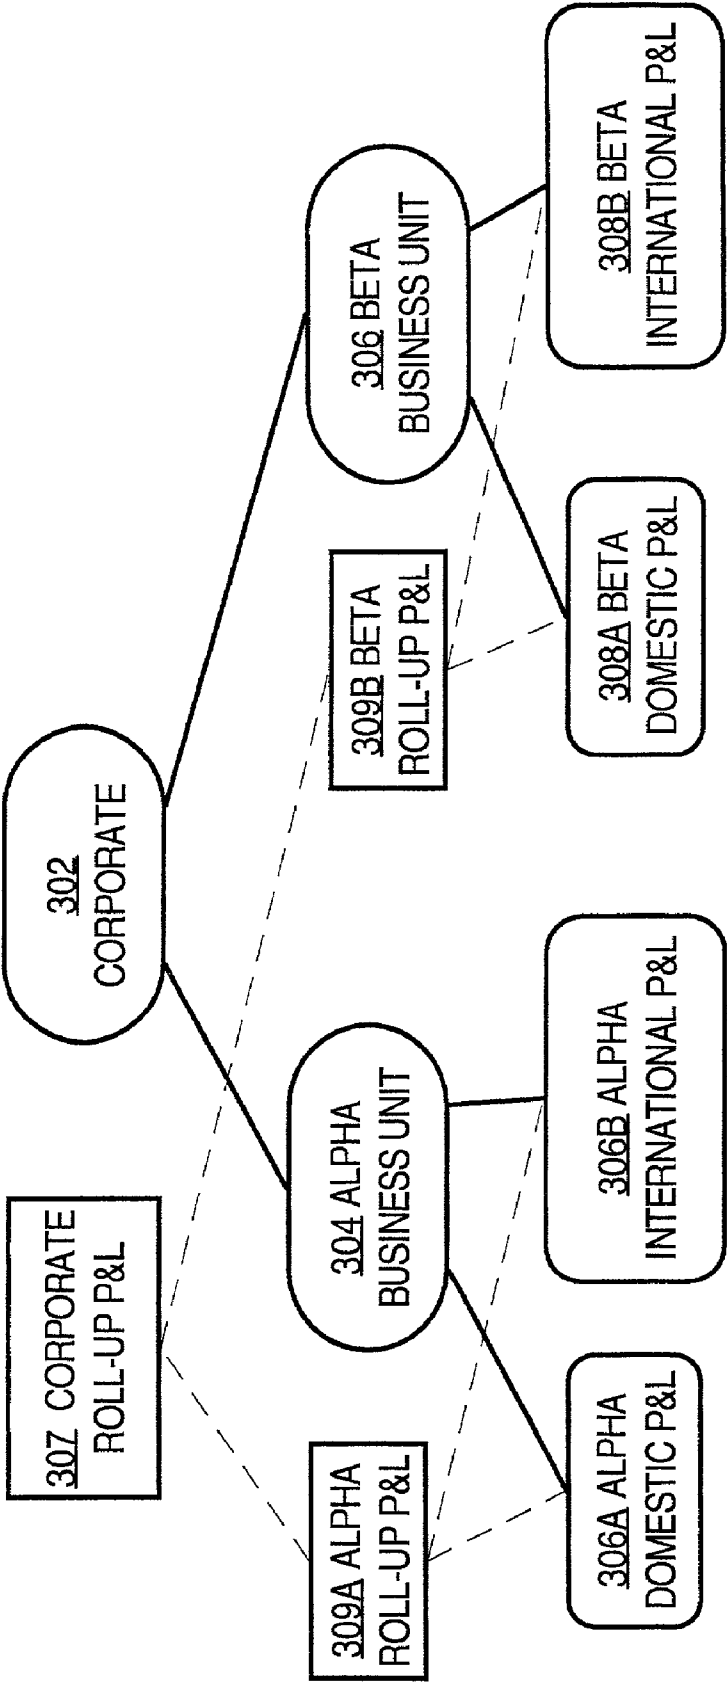 307 CORPORATE
ROLL-UP P&L
302
CORPORATE
309A ALPHA
ROLL-UP P&L
304 ALPHA
BUSINESS UNIT
309B BETA
ROLL-UP P&L
306 BETA
BUSINESS UNIT
306A ALPHA
DOMESTIC P&L
306B ALPHA
INTERNATIONAL P&L
308A BETA
DOMESTIC P&L
308B BETA
INTERNATIONAL P&L